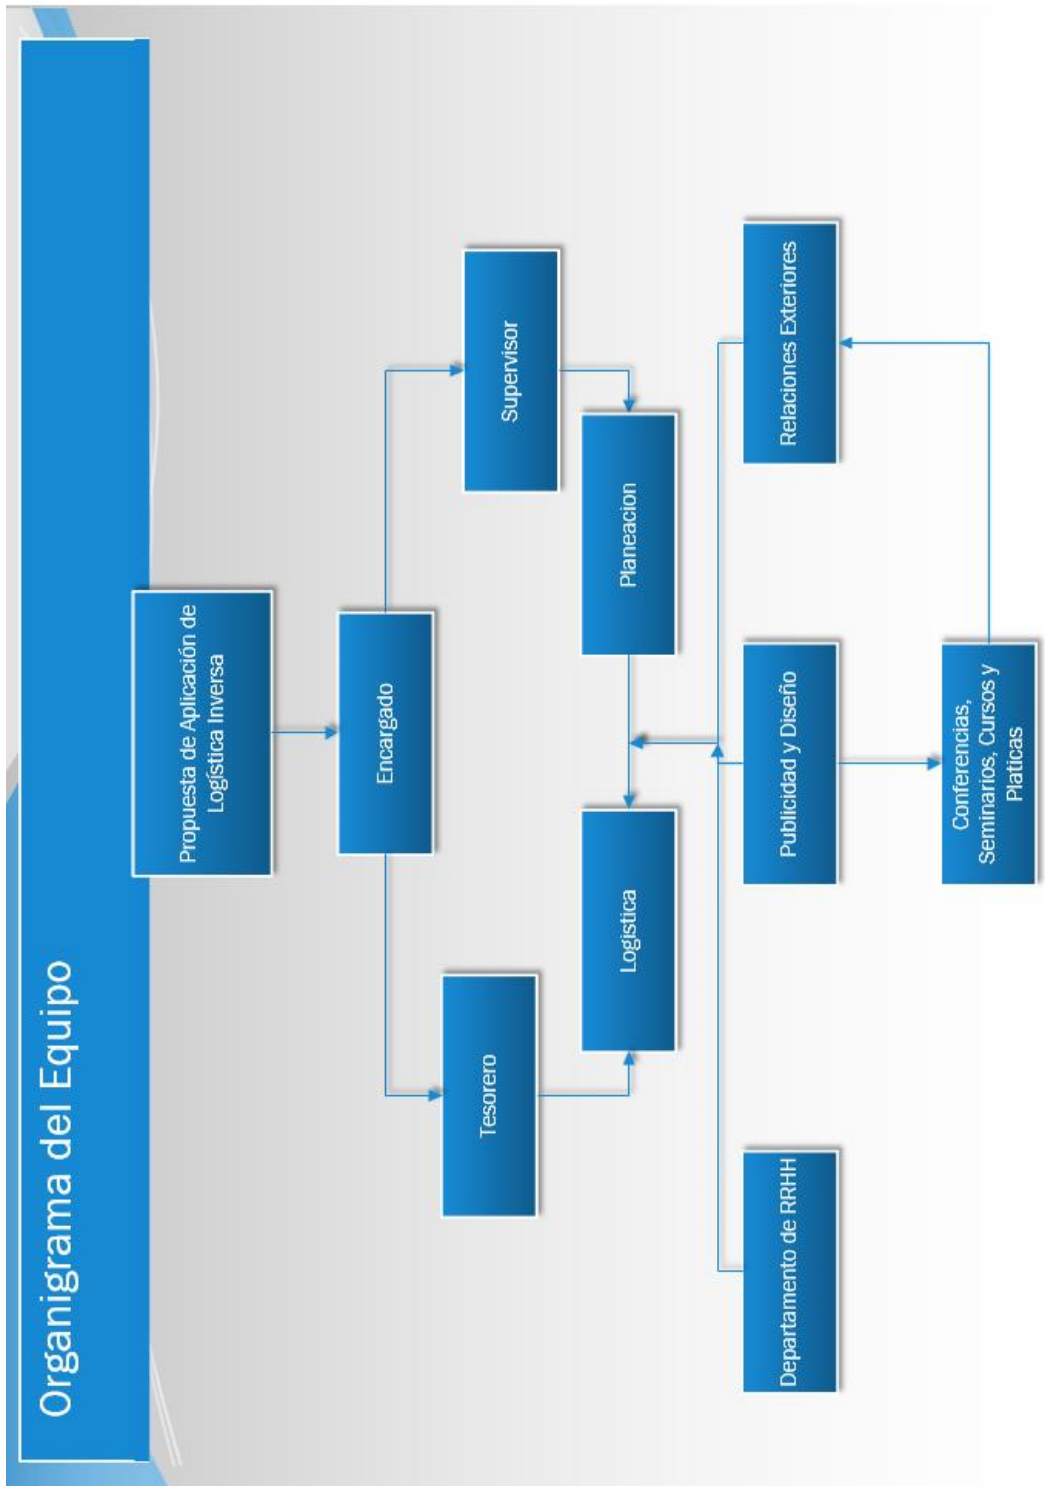 Organigrama del Equipo
Propuesta de Aplicación de
Logística Inversa
Encargado
Tesorero
Supervisor
Logistica
Planeacion
Departamento de RRHH
Publicidad y Diseño
Relaciones Exteriores
Conferencias,
Seminarios, Cursos y
Platicas